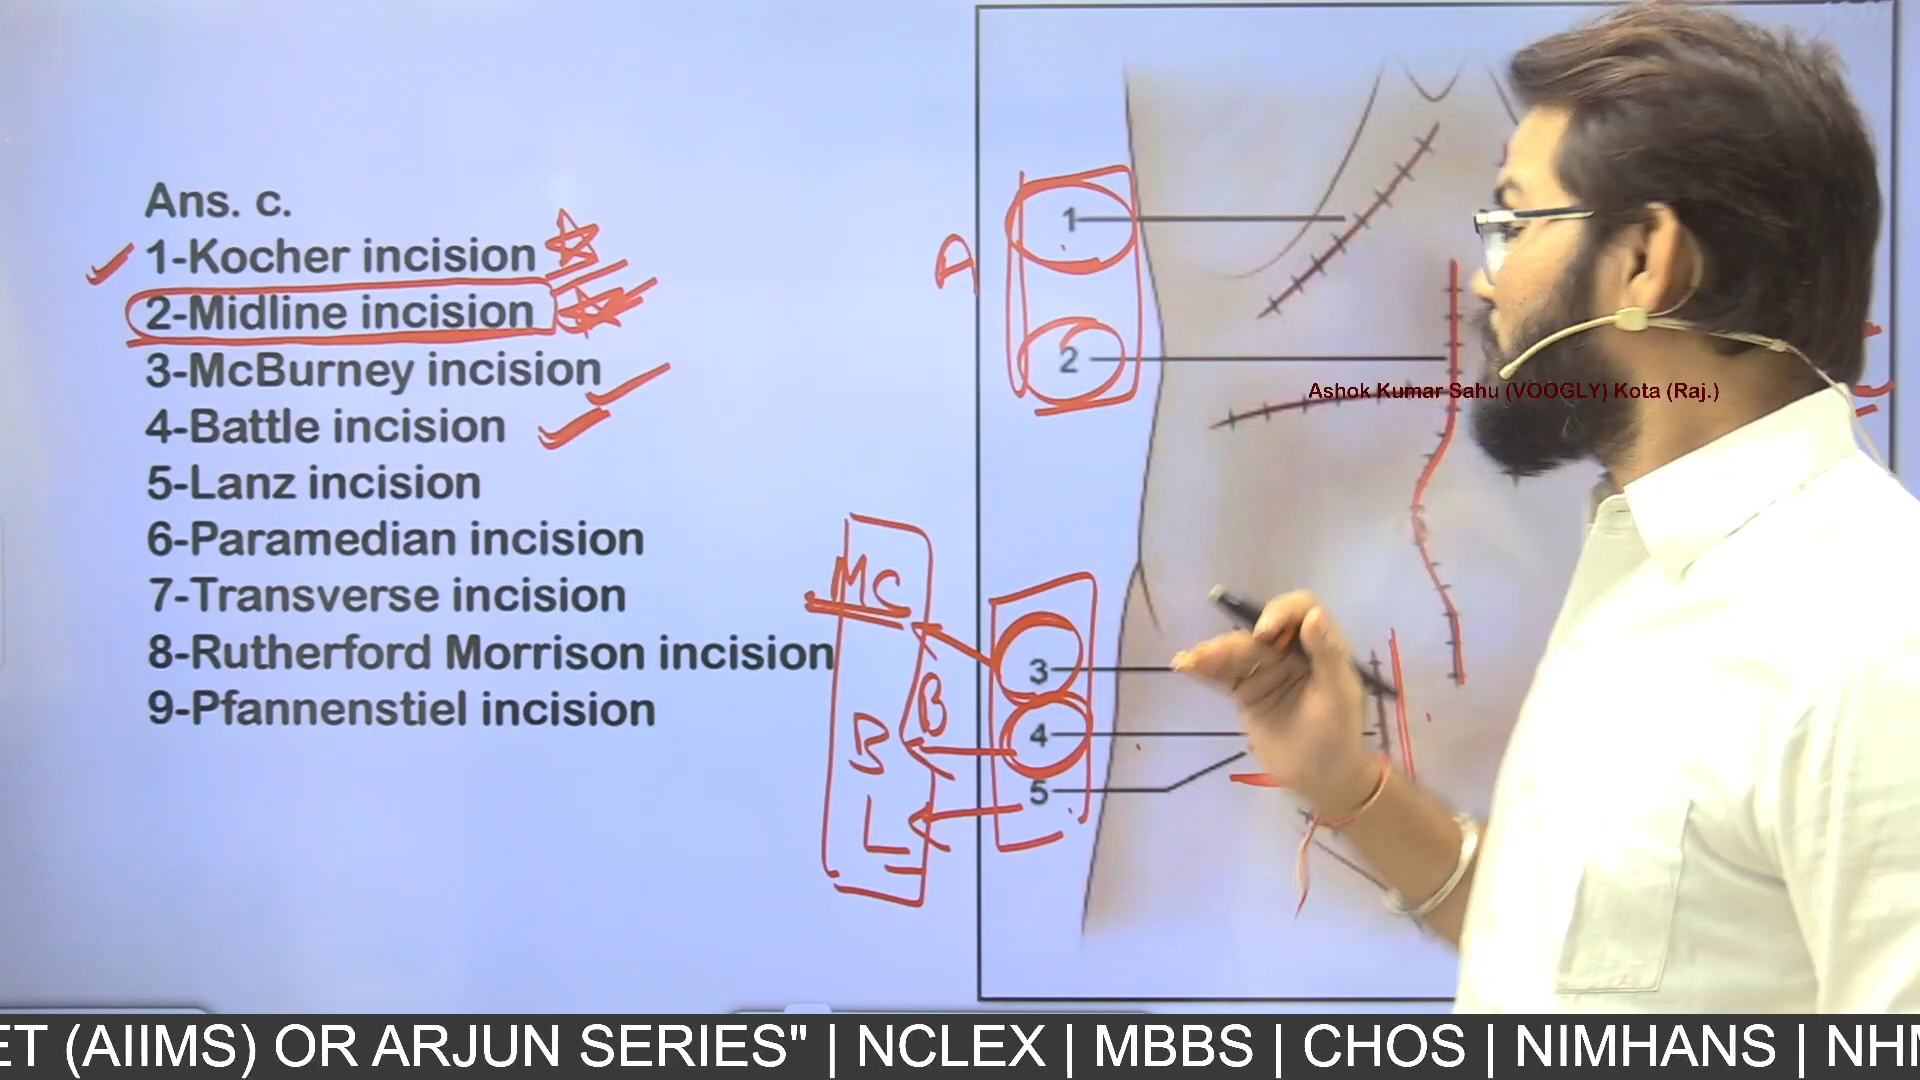 Ans. c.
1-Kocher incision
2-Midline incision
3-McBurney incision
4-Battle incision
5-Lanz incision
6-Paramedian incision
7-Transverse incision
8-Rutherford Morrison incision
9-Pfannenstiel incision
A
1
2
Ashok Kumar Sahu (VOOGLY) Kota (Raj.)
MC
B
B
L
3
4
5
ET (AIIMS) OR ARJUN SERIES" | NCLEX | MBBS | CHOS | NIMHANS | NHM